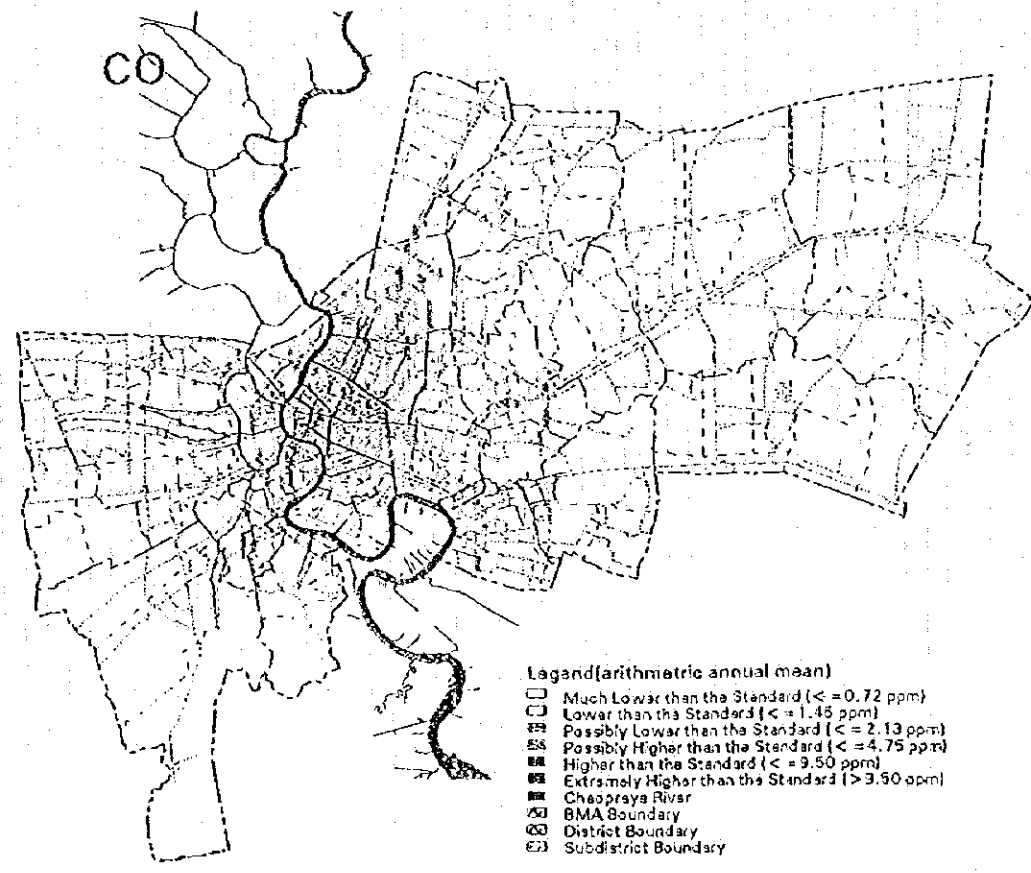 CO
Legend(arithmetric annual mean)
Much Lower than the Standard (< =0.72 ppm)
Lower than the Standard (< = 1.46 ppm)
Possibly Lower than the Standard (< = 2.13 ppm)
Possibly Higher than the Standard (< =4.75 ppm)
Higher than the Standard (< =9.50 ppm)
Extremely Higher than the Standard (> 9.50 ppm)
Chaopraya River
BMA Boundary
District Boundary
Subdistrict Boundary